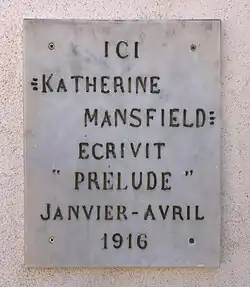 ICI
KATHERINE
MANSFIELD
ECRIVIT
" PRÉLUDE "
JANVIER-AVRIL
1916